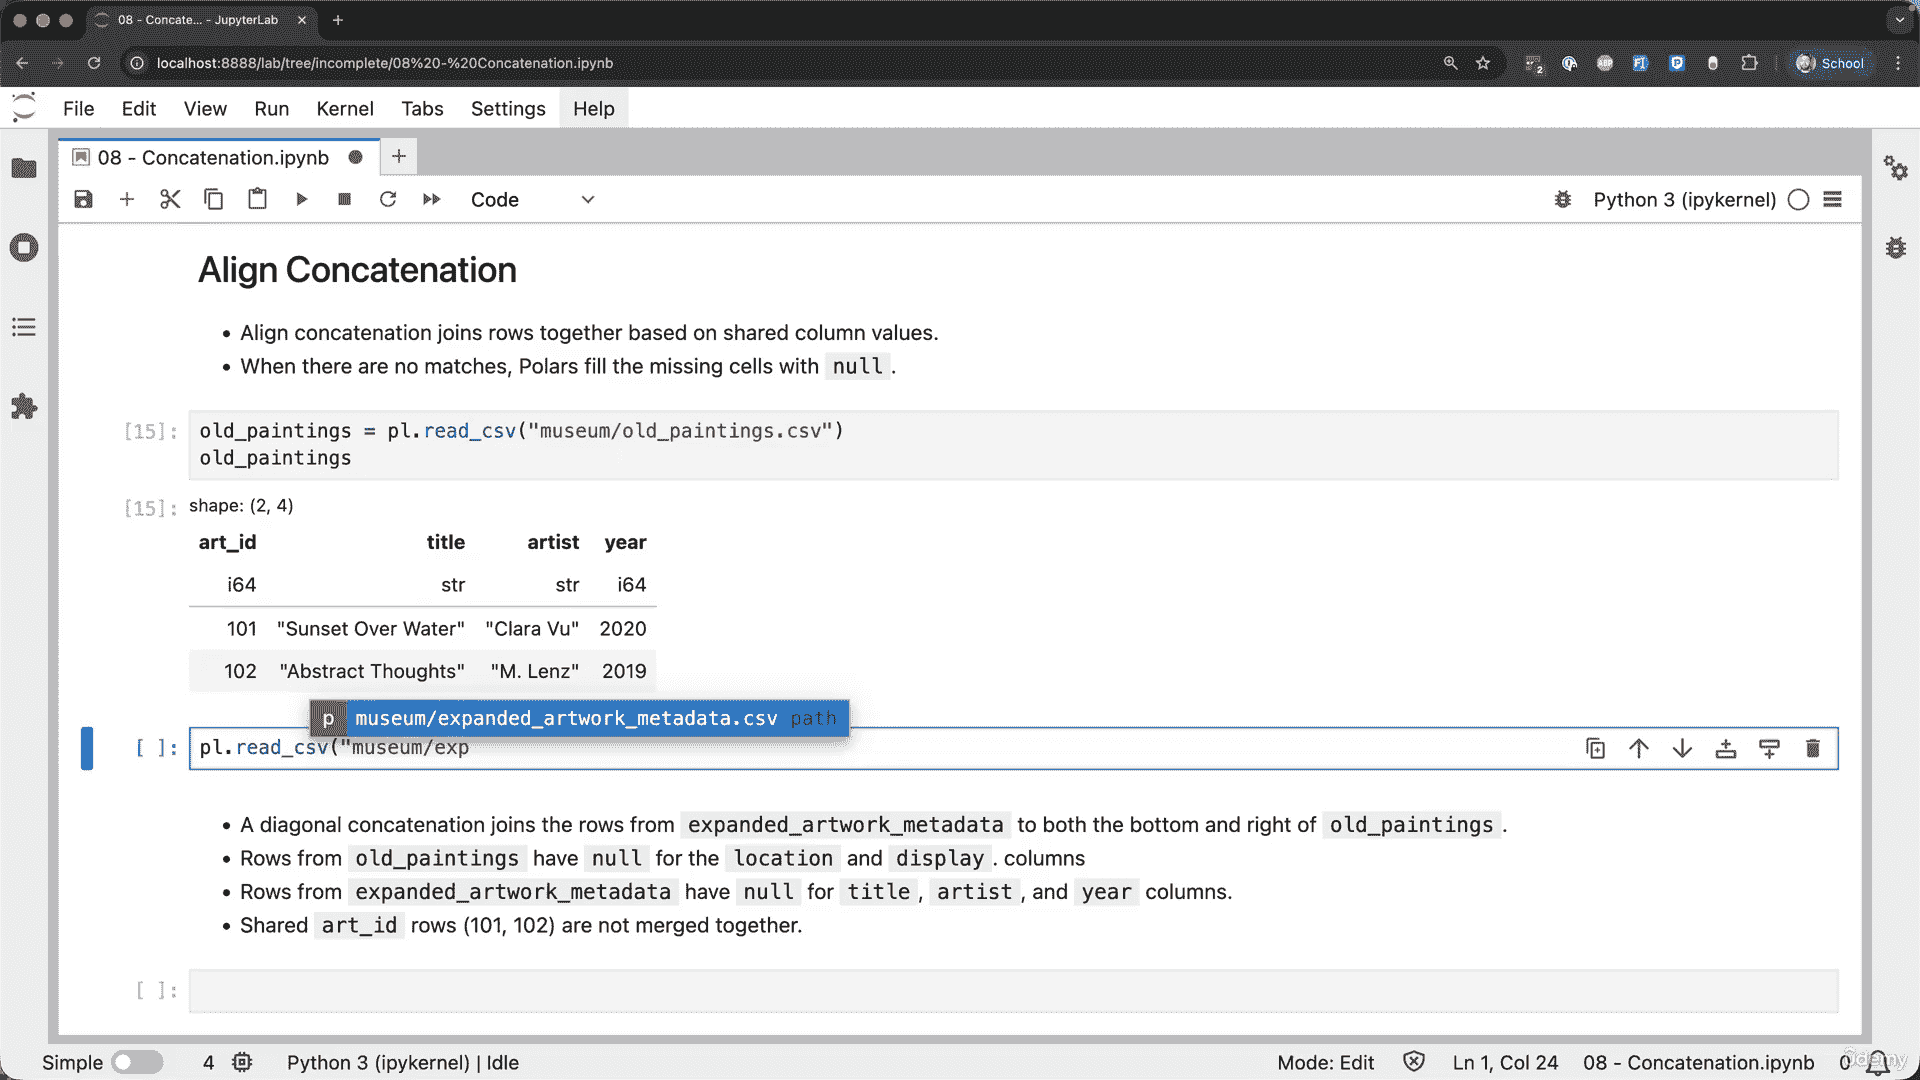 08 - Concate... - JupyterLab
localhost:8888/lab/tree/incomplete/08%20-%20Concatenation.ipynb
2
ABP
School
File Edit View Run Kernel Tabs Settings Help
08 - Concatenation.ipynb
Code
Python 3 (ipykernel)
Align Concatenation
• Align concatenation joins rows together based on shared column values.
• When there are no matches, Polars fill the missing cells with null.
[15]: old_paintings = pl.read_csv("museum/old_paintings.csv")
old_paintings
[15]: shape: (2, 4)
art_id title artist year
i64 str str i64
101 "Sunset Over Water" "Clara Vu" 2020
102 "Abstract Thoughts" "M. Lenz" 2019
p museum/expanded_artwork_metadata.csv path
[ ]: pl.read_csv("museum/exp
• A diagonal concatenation joins the rows from expanded_artwork_metadata to both the bottom and right of old_paintings.
• Rows from old_paintings have null for the location and display. columns
• Rows from expanded_artwork_metadata have null for title, artist, and year columns.
• Shared art_id rows (101, 102) are not merged together.
[ ]:
Simple 4 Python 3 (ipykernel) | Idle Mode: Edit Ln 1, Col 24 08 - Concatenation.ipynb 0